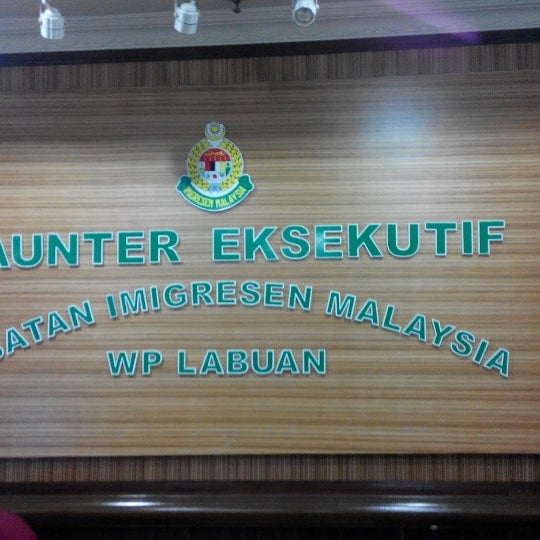 IMIGRESEN MALAYSIA
AUNTER EKSEKUTIF
BATAN IMIGRESEN MALAYSIA
WP LABUAN